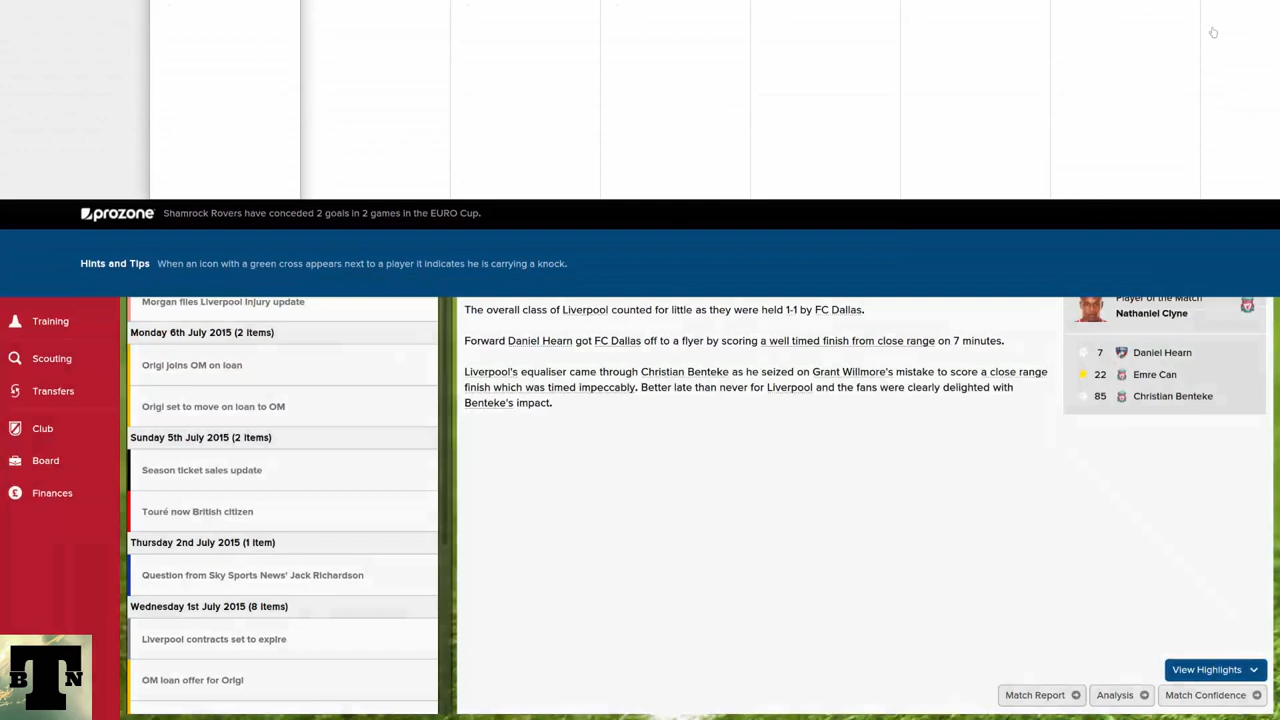 prozone Shamrock Rovers have conceded 2 goals in 2 games in the EURO Cup.
Hints and Tips When an icon with a green cross appears next to a player it indicates he is carrying a knock.
Training
Scouting
Transfers
Club
Board
Finances
Morgan files Liverpool injury update
Monday 6th July 2015 (2 items)
Origi joins OM on loan
Origi set to move on loan to OM
Sunday 5th July 2015 (2 items)
Season ticket sales update
Touré now British citizen
Thursday 2nd July 2015 (1 item)
Question from Sky Sports News' Jack Richardson
Wednesday 1st July 2015 (8 items)
Liverpool contracts set to expire
OM loan offer for Origi
The overall class of Liverpool counted for little as they were held 1-1 by FC Dallas.
Forward Daniel Hearn got FC Dallas off to a flyer by scoring a well timed finish from close range on 7 minutes.
Liverpool's equaliser came through Christian Benteke as he seized on Grant Willmore's mistake to score a close range
finish which was timed impeccably. Better late than never for Liverpool and the fans were clearly delighted with
Benteke's impact.
Player of the Match
Nathaniel Clyne
7 Daniel Hearn
22 Emre Can
85 Christian Benteke
View Highlights
Match Report
Analysis
Match Confidence
B T N